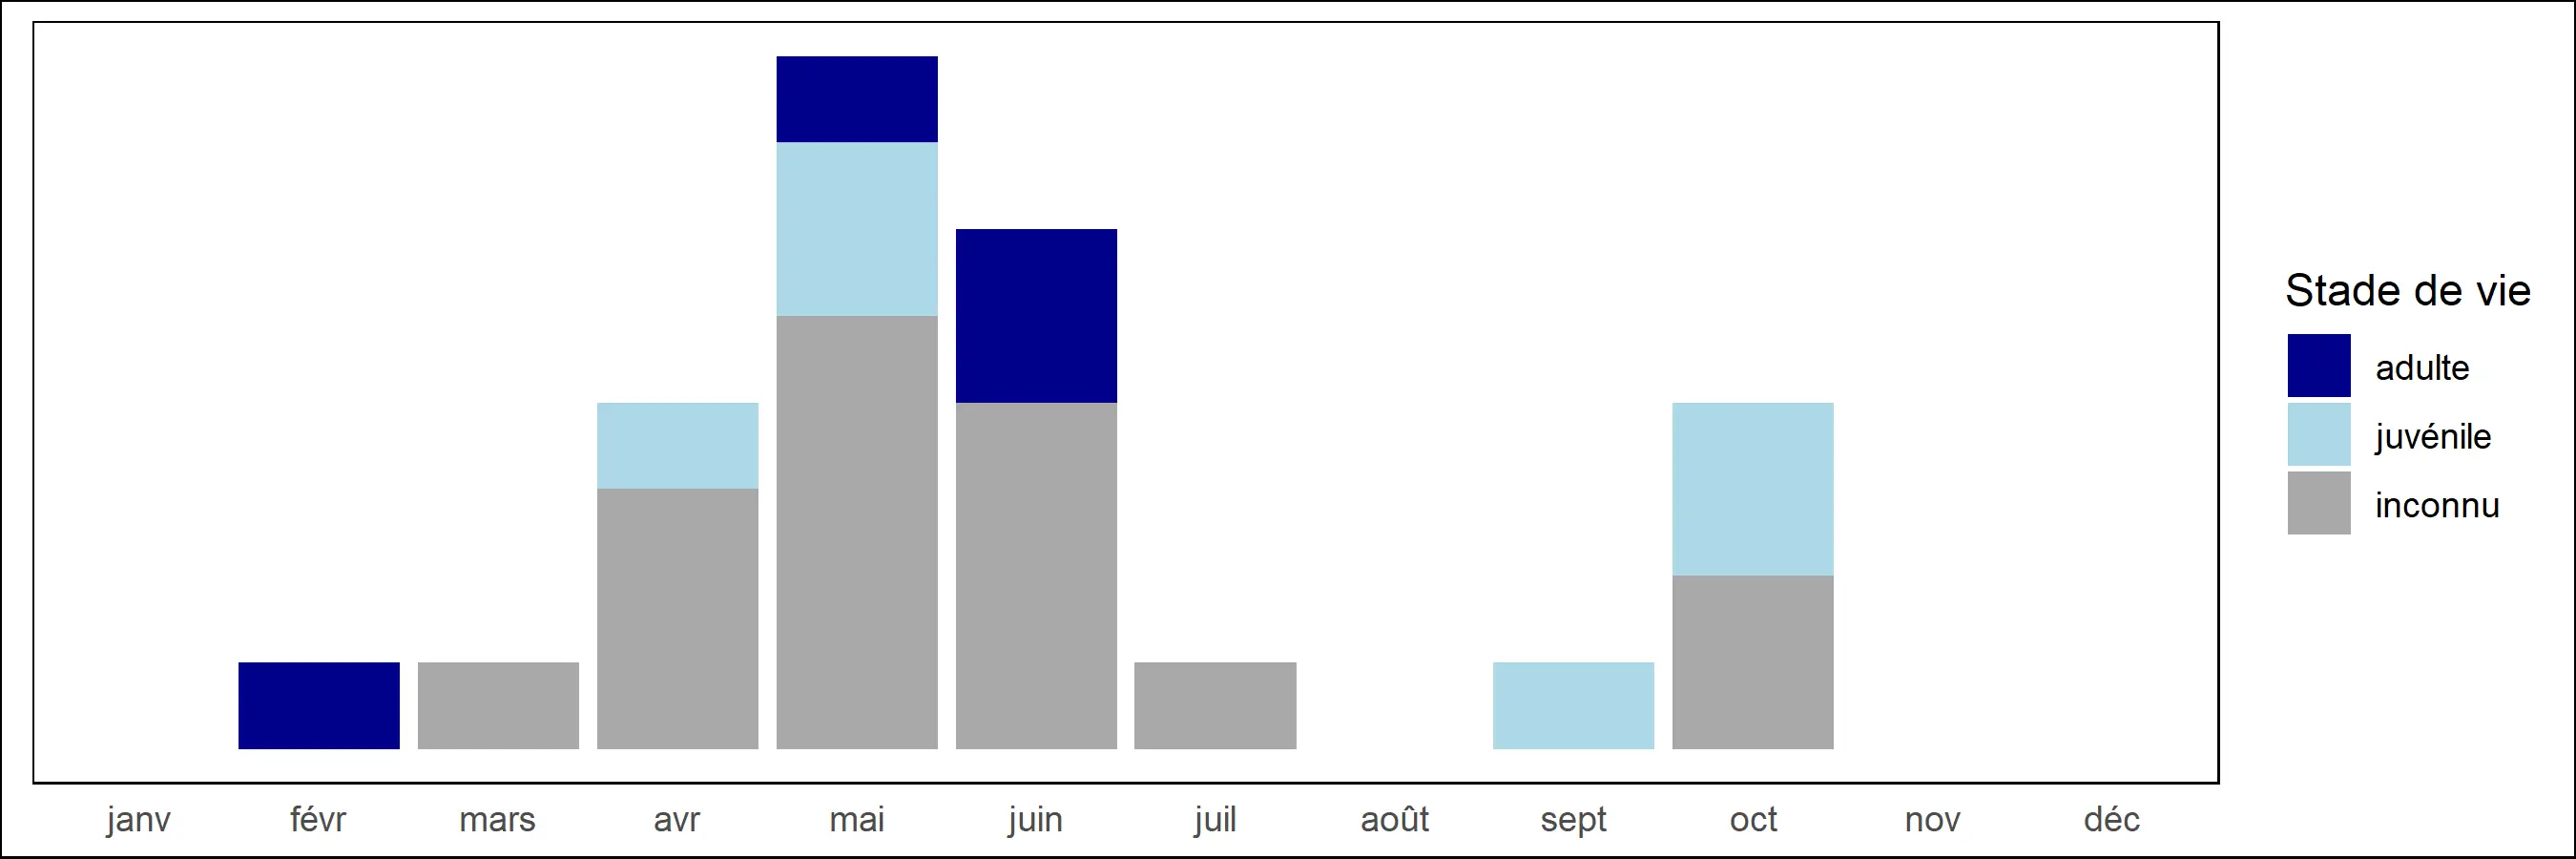 Stade de vie
adulte
juvénile
inconnu
janv févr mars avr mai juin juil août sept oct nov déc